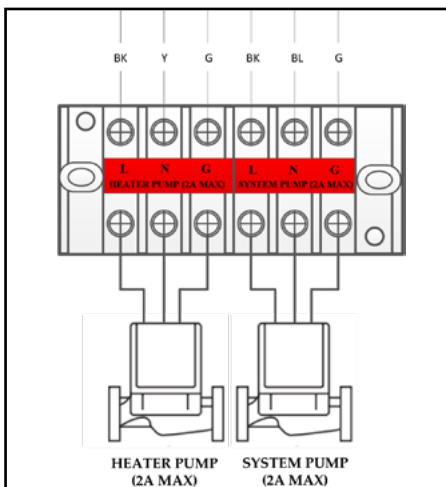 BK Y G BK BL G
L N G L N G
HEATER PUMP (2A MAX) SYSTEM PUMP (2A MAX)
HEATER PUMP SYSTEM PUMP
(2A MAX) (2A MAX)